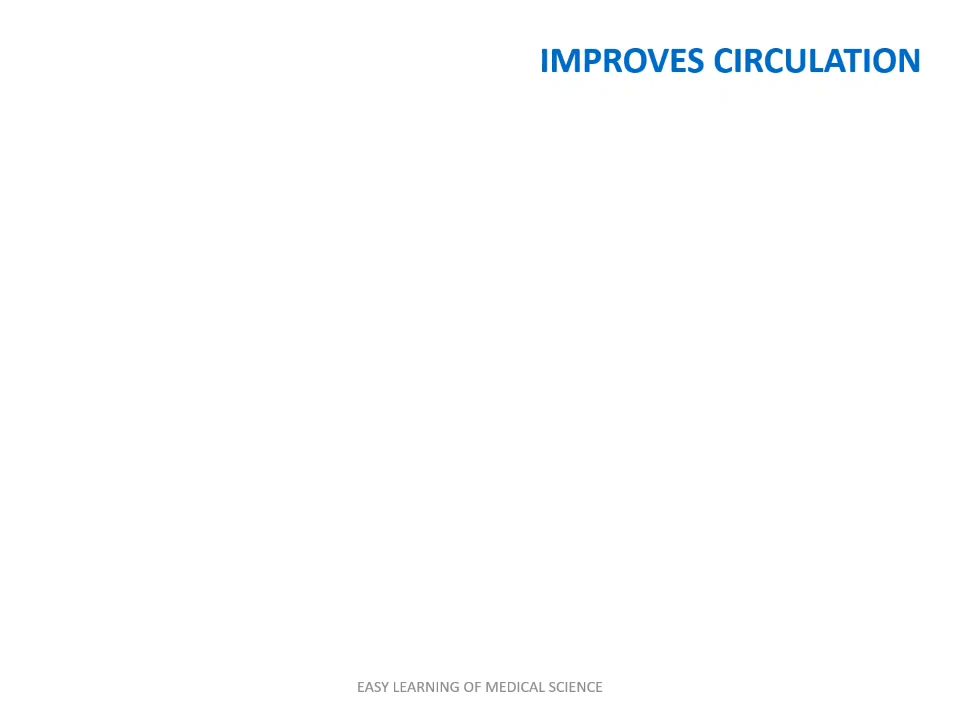 IMPROVES CIRCULATION
EASY LEARNING OF MEDICAL SCIENCE